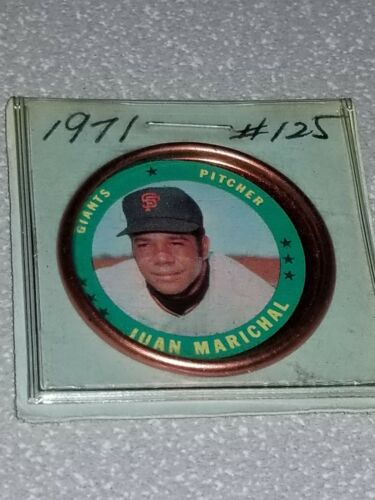 1971 #125
GIANTS PITCHER
SF
JUAN MARICHAL